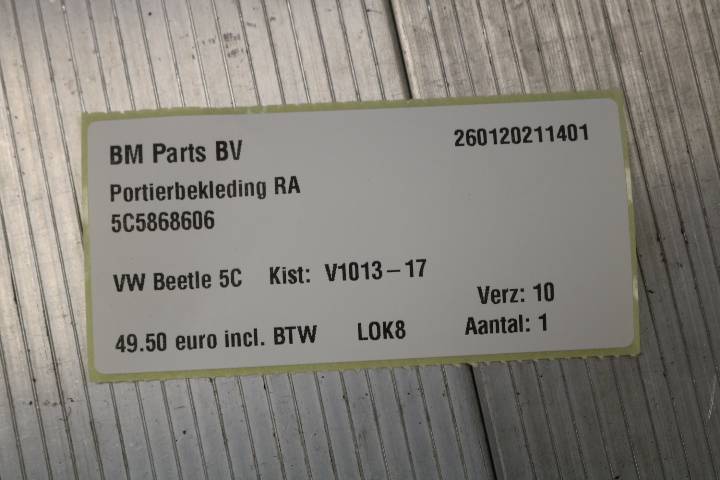 BM Parts BV 260120211401
Portierbekleding RA
5C5868606
VW Beetle 5C Kist: V1013-17
Verz: 10
49.50 euro incl. BTW LOK8 Aantal: 1